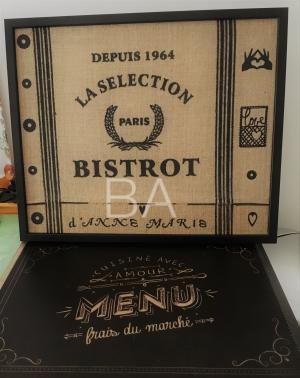 DEPUIS 1964
LA SELECTION
PARIS
BISTROT
BA
d'ANNE MARIE
Love
CUISINE AVEC
AMOUR
MENU
frais du marché